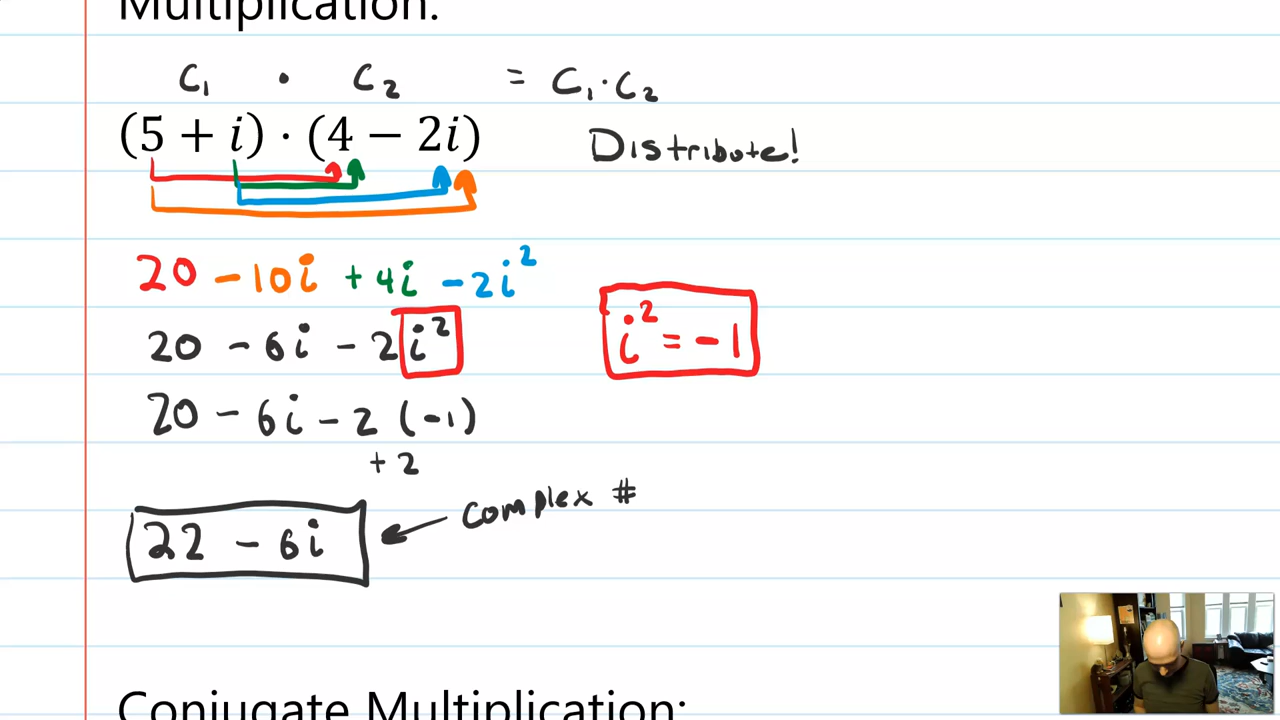 Multiplication:
C₁ · C₂ = C₁·C₂
(5 + i) · (4 − 2i) Distribute!
20 − 10i + 4i − 2i²
20 − 6i − 2i² i² = −1
20 − 6i − 2 (−1)
+ 2
22 − 6i complex #
Conjugate Multiplication: